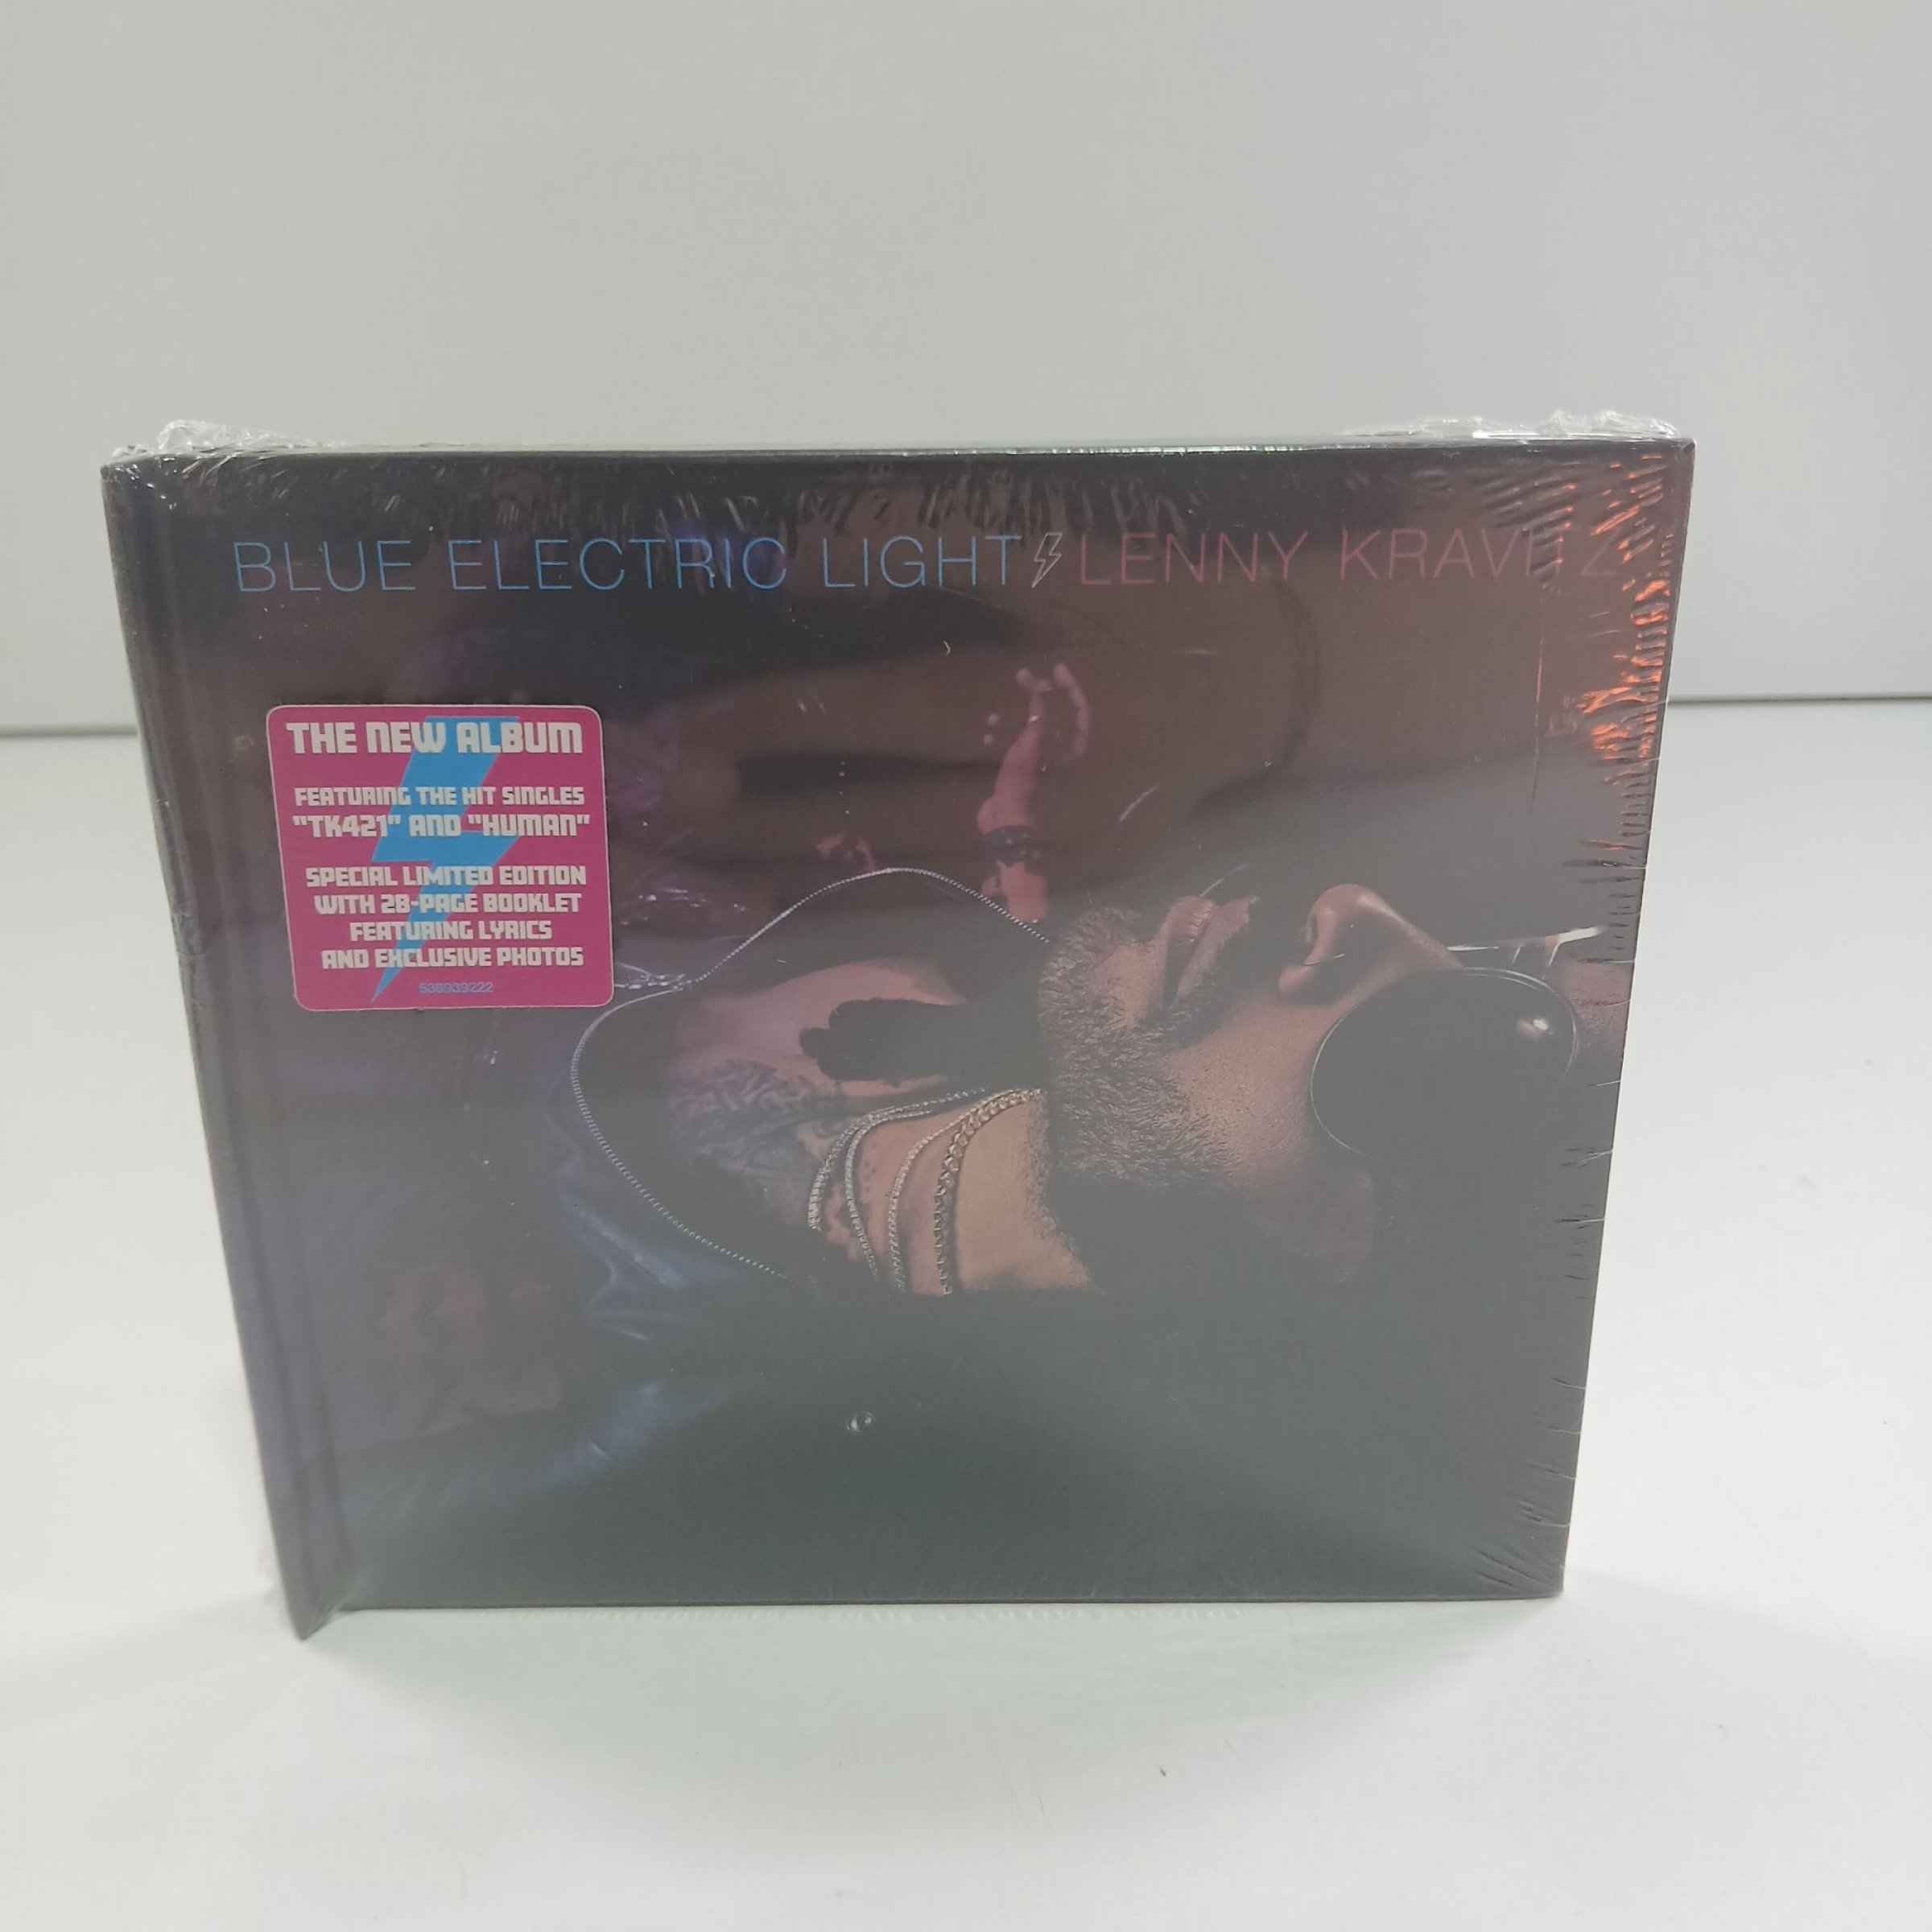 BLUE ELECTRIC LIGHT LENNY KRAVITZ
THE NEW ALBUM
FEATURING THE HIT SINGLES
"TK421" AND "HUMAN"
SPECIAL LIMITED EDITION
WITH 28-PAGE BOOKLET
FEATURING LYRICS
AND EXCLUSIVE PHOTOS
538939222